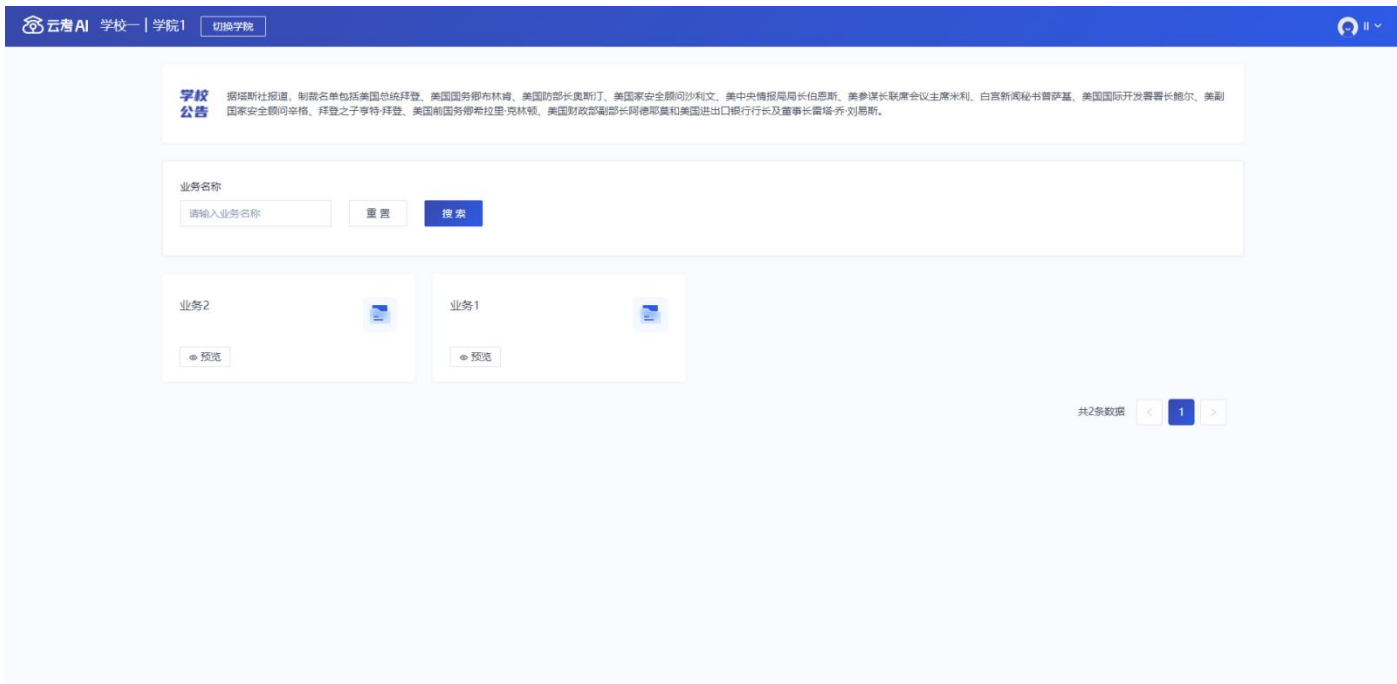 云考AI 学校一 | 学院1 切换学院 II
学校公告
据塔斯社报道，制裁名单包括美国总统拜登、美国国务卿布林肯、美国防部长奥斯汀、美国家安全顾问沙利文、美中央情报局局长伯恩斯、美参谋长联席会议主席米利、白宫新闻秘书普萨基、美国国际开发署署长鲍尔、美副
国家安全顾问辛格、拜登之子亨特·拜登、美国前国务卿希拉里·克林顿、美国财政部副部长阿德耶莫和美国进出口银行行长及董事长雷塔·乔·刘易斯。
业务名称
请输入业务名称 重置 搜索
业务2 业务1
预览 预览
共2条数据 < 1 >